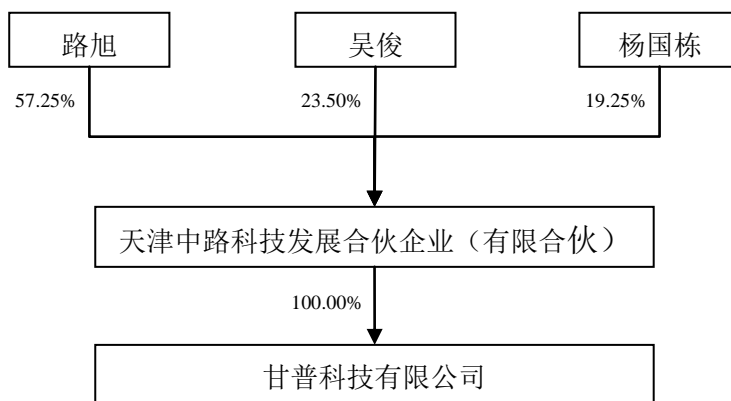 路旭
吴俊
杨国栋
57.25%
23.50%
19.25%
天津中路科技发展合伙企业（有限合伙）
100.00%
甘普科技有限公司